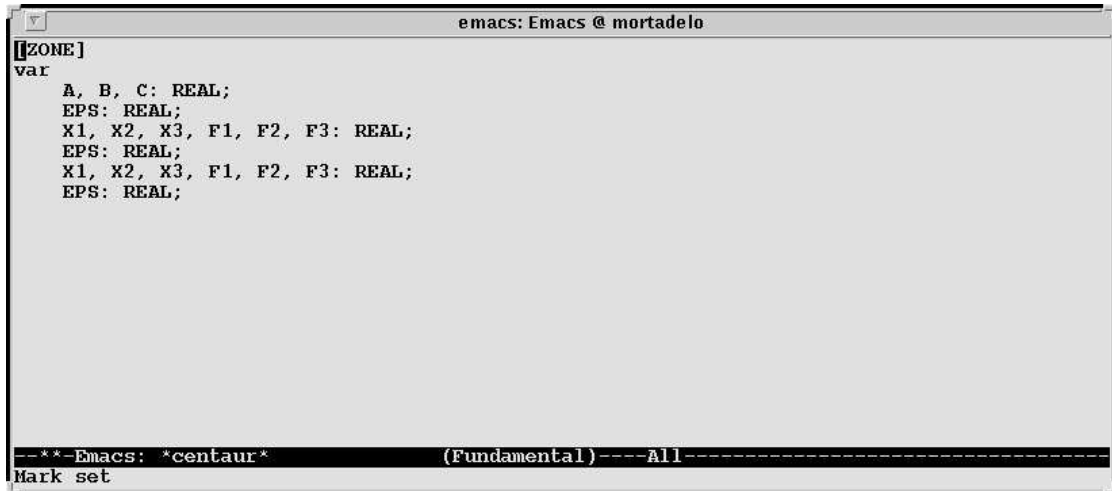 emacs: Emacs @ mortadelo
[ZONE]
var
    A, B, C: REAL;
    EPS: REAL;
    X1, X2, X3, F1, F2, F3: REAL;
    EPS: REAL;
    X1, X2, X3, F1, F2, F3: REAL;
    EPS: REAL;
--**-Emacs: *centaur*              (Fundamental)----All-----------------------------------
Mark set